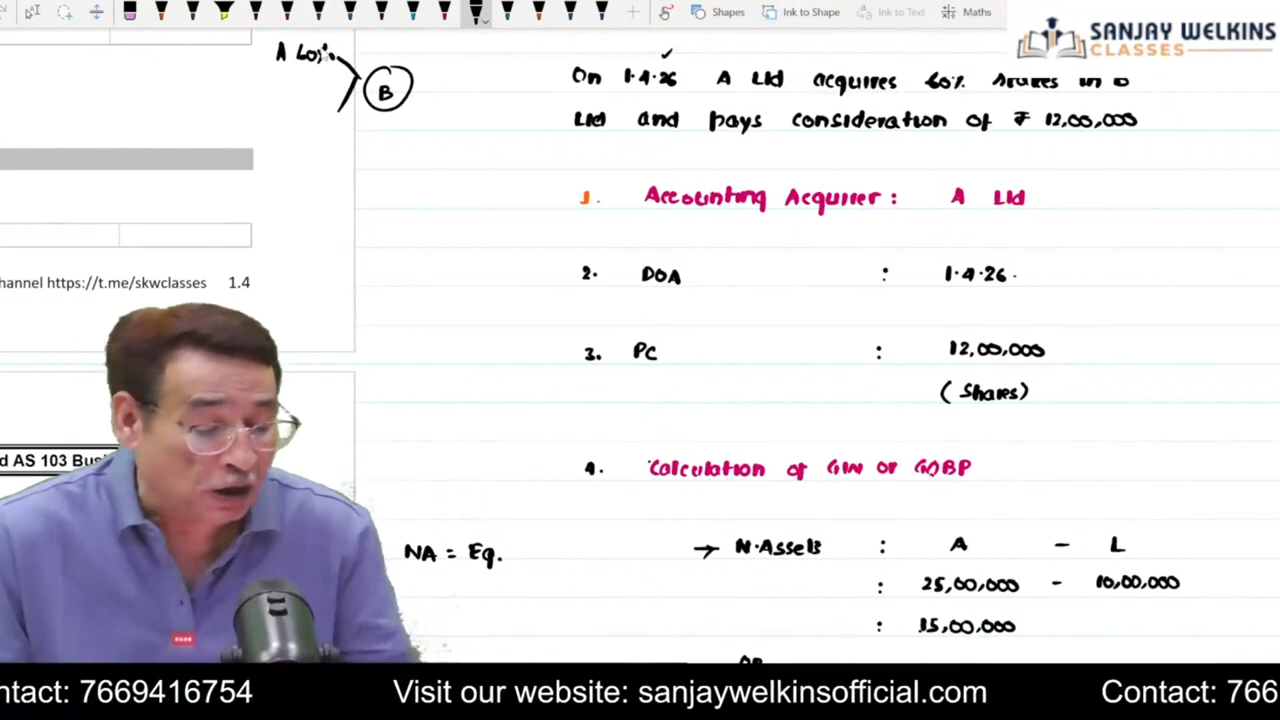 Shapes
Ink to Shape
Ink to Text
Maths
SANJAY WELKINS
CLASSES
A 60%
B
On 1.4.26 A Ltd acquires 60% shares in B
Ltd and pays consideration of ₹ 12,00,000
1. Accounting Acquirer : A Ltd
2. DOA : 1.4.26
3. PC : 12,00,000
(Shares)
4. Calculation of GW or GOBP
NA = Eq.
→ N.Assets : A - L
: 25,00,000 - 10,00,000
: 15,00,000
hannel https://t.me/skwclasses 1.4
d AS 103 Busi
ntact: 7669416754 Visit our website: sanjaywelkinsofficial.com Contact: 766